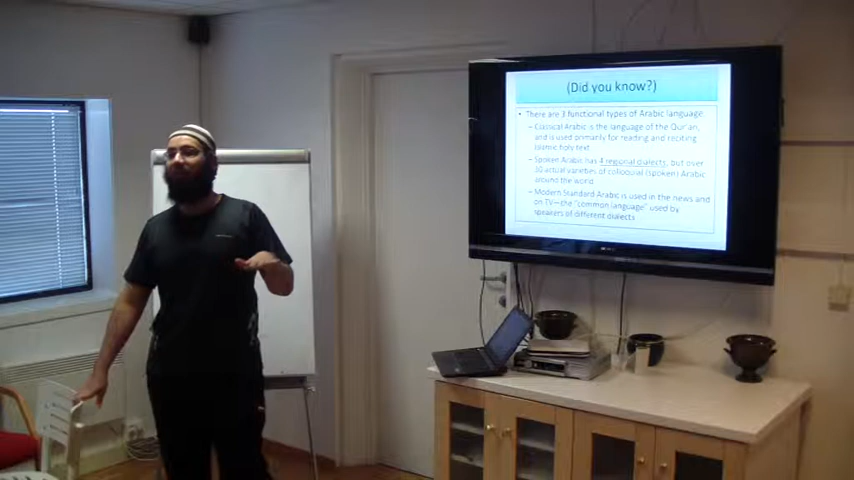 (Did you know?)
• There are 3 functional types of Arabic language:
– Classical Arabic is the language of the Qur'an,
and is used primarily for reading and reciting
Islamic holy text
– Spoken Arabic has 4 regional dialects, but over
30 actual varieties of colloquial (spoken) Arabic
around the world
– Modern Standard Arabic is used in the news and
on TV—the "common language" used by
speakers of different dialects